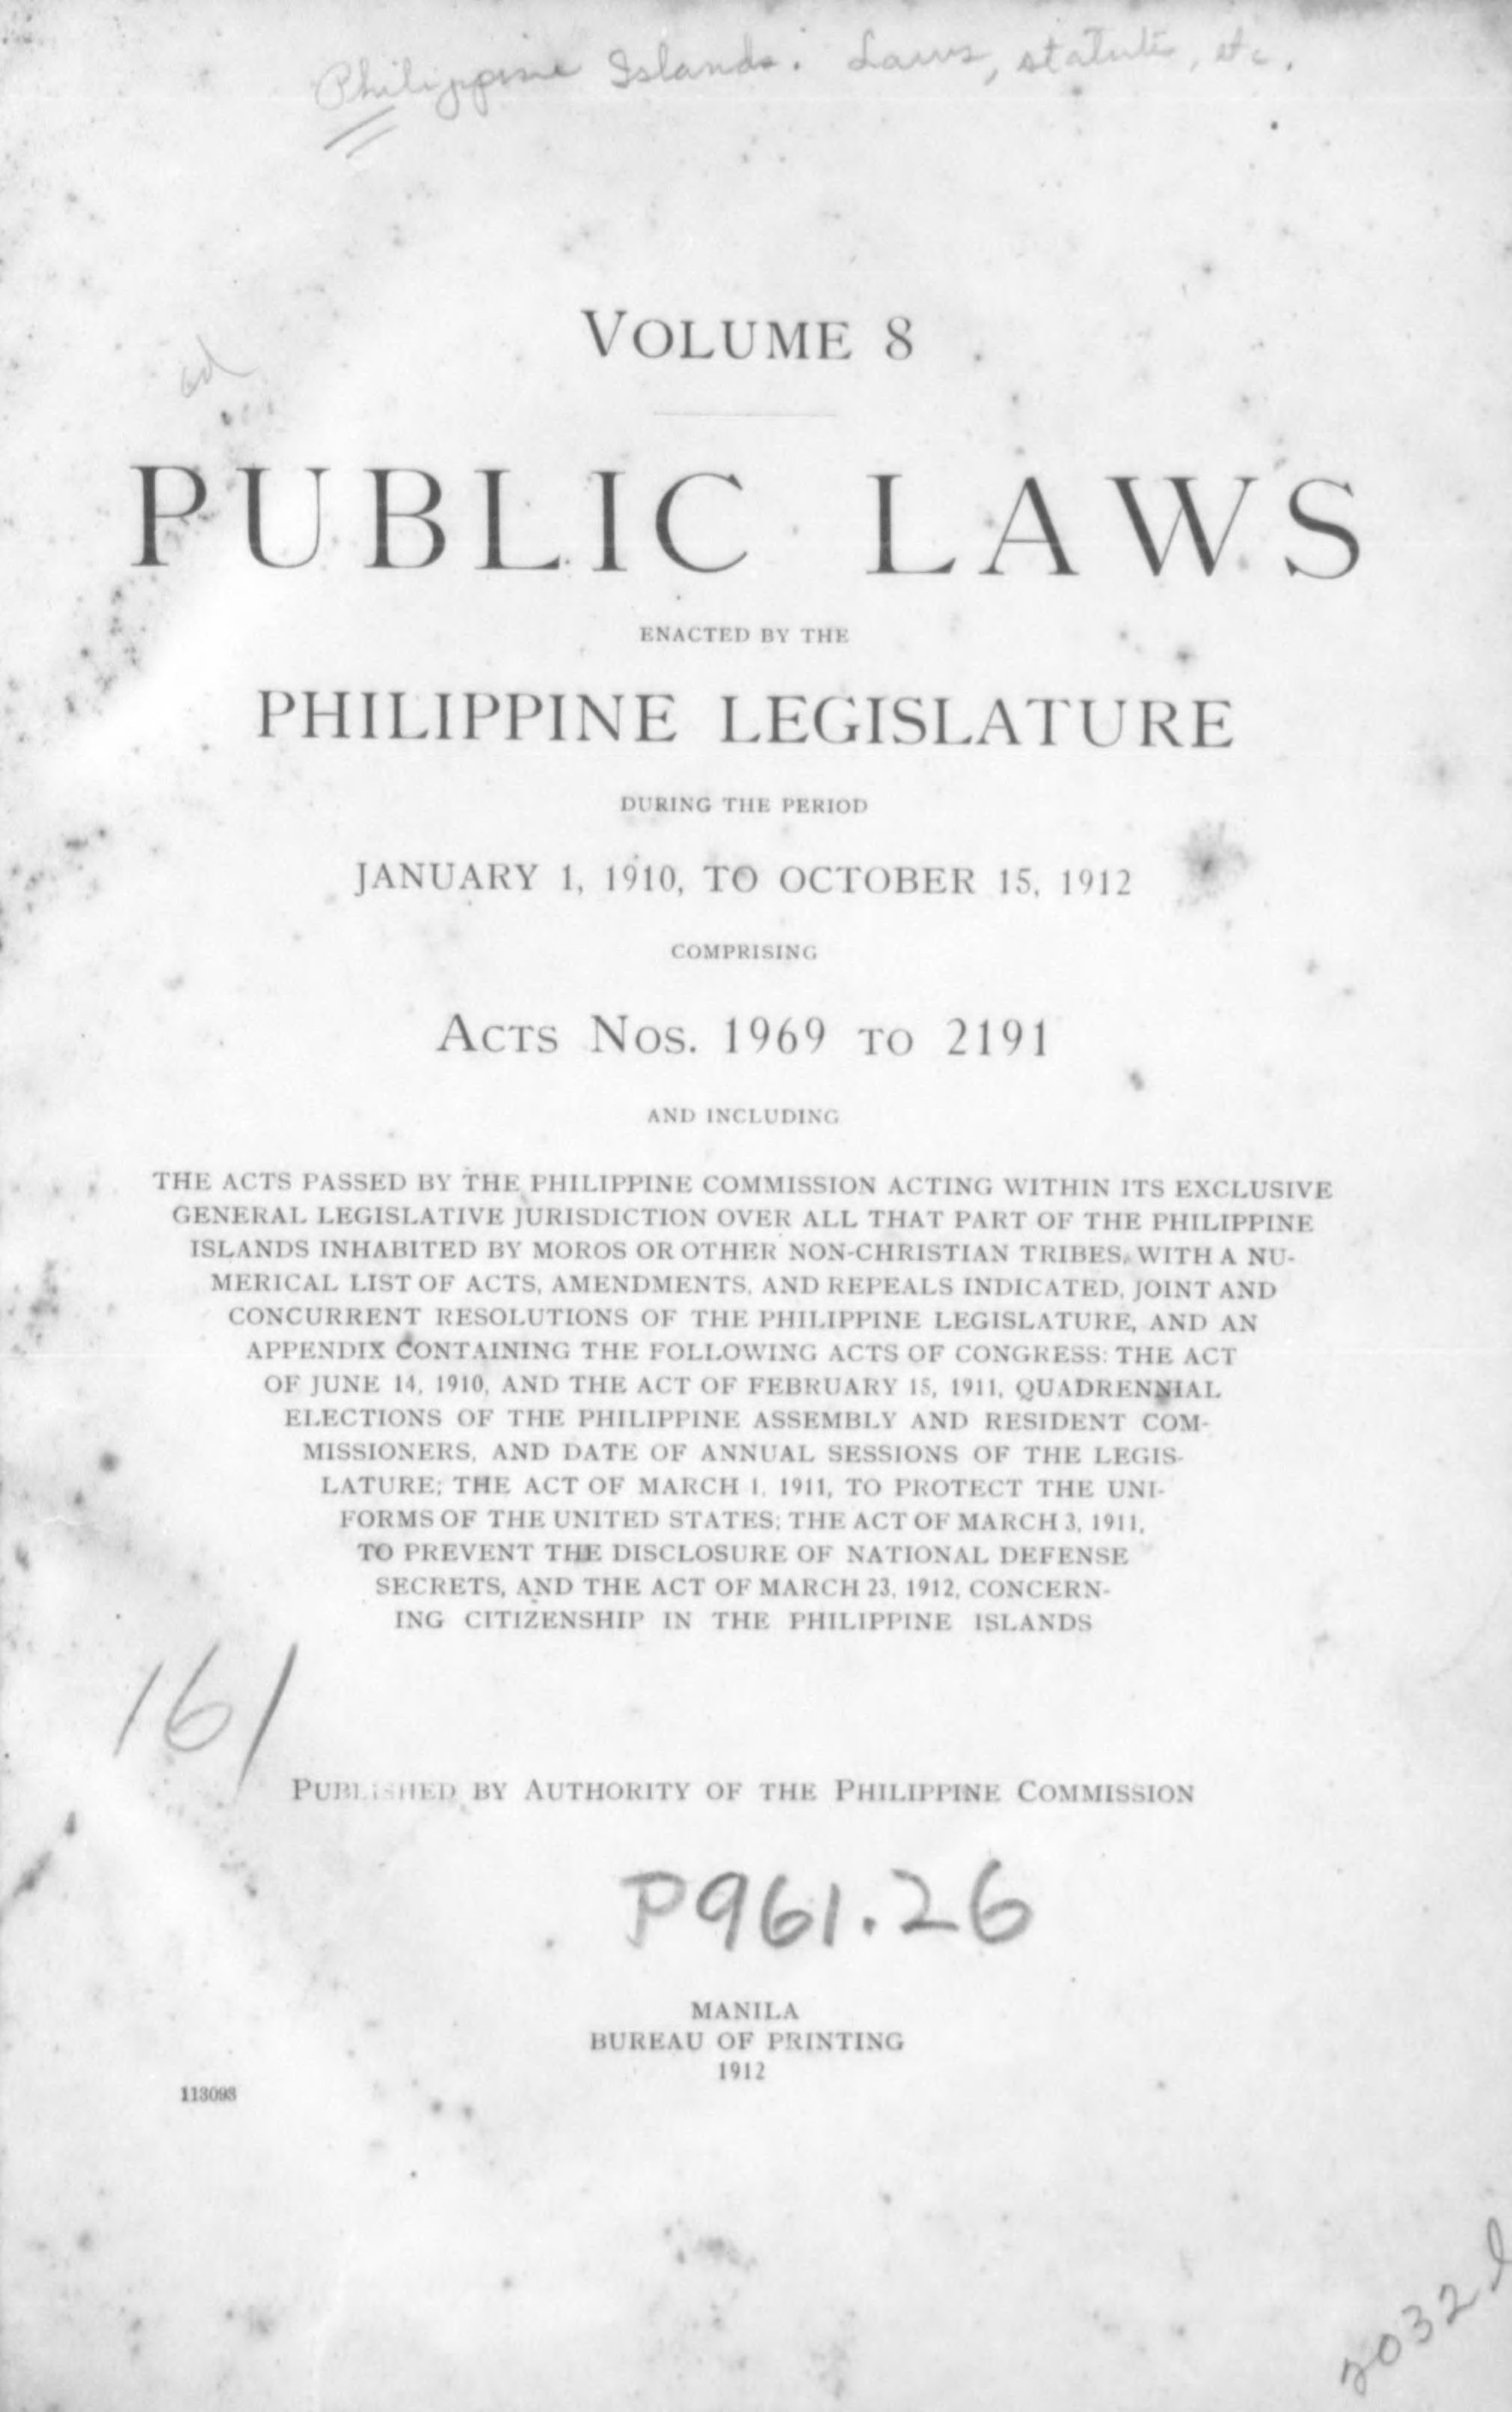 Philippine Islands. Laws, statutes, etc.
VOLUME 8
PUBLIC LAWS
ENACTED BY THE
PHILIPPINE LEGISLATURE
DURING THE PERIOD
JANUARY 1, 1910, TO OCTOBER 15, 1912
COMPRISING
ACTS NOS. 1969 TO 2191
AND INCLUDING
THE ACTS PASSED BY THE PHILIPPINE COMMISSION ACTING WITHIN ITS EXCLUSIVE
GENERAL LEGISLATIVE JURISDICTION OVER ALL THAT PART OF THE PHILIPPINE
ISLANDS INHABITED BY MOROS OR OTHER NON-CHRISTIAN TRIBES, WITH A NU-
MERICAL LIST OF ACTS, AMENDMENTS, AND REPEALS INDICATED, JOINT AND
CONCURRENT RESOLUTIONS OF THE PHILIPPINE LEGISLATURE, AND AN
APPENDIX CONTAINING THE FOLLOWING ACTS OF CONGRESS: THE ACT
OF JUNE 14, 1910, AND THE ACT OF FEBRUARY 15, 1911, QUADRENNIAL
ELECTIONS OF THE PHILIPPINE ASSEMBLY AND RESIDENT COM-
MISSIONERS, AND DATE OF ANNUAL SESSIONS OF THE LEGIS-
LATURE; THE ACT OF MARCH 1, 1911, TO PROTECT THE UNI-
FORMS OF THE UNITED STATES; THE ACT OF MARCH 3, 1911,
TO PREVENT THE DISCLOSURE OF NATIONAL DEFENSE
SECRETS, AND THE ACT OF MARCH 23, 1912, CONCERN-
ING CITIZENSHIP IN THE PHILIPPINE ISLANDS
161
PUBLISHED BY AUTHORITY OF THE PHILIPPINE COMMISSION
P961.26
MANILA
BUREAU OF PRINTING
1912
113093